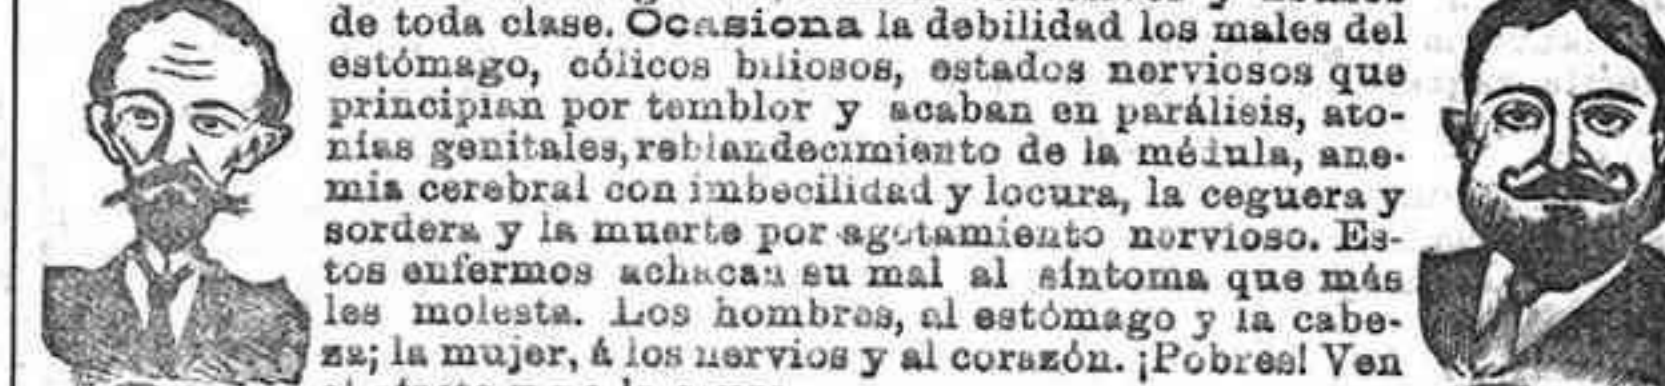 de toda clase. Ocasiona la debilidad los males del
estómago, cólicos biliosos, estados nerviosos que
principian por temblor y acaban en parálisis, ato-
nías genitales, reblandecimiento de la médula, ane-
mia cerebral con imbecilidad y locura, la ceguera y
sordera y la muerte por agotamiento nervioso. Es-
tos enfermos achacan su mal al síntoma que más
les molesta. Los hombres, al estómago y la cabe-
za; la mujer, á los nervios y al corazón. ¡Pobres! Ven